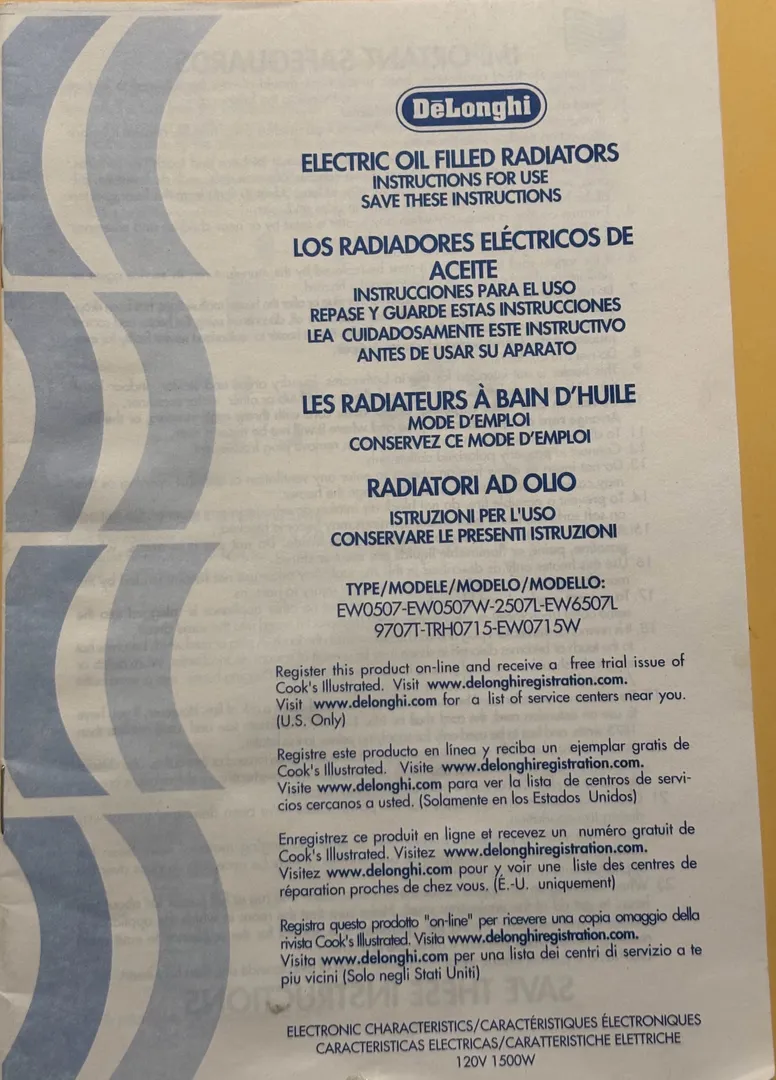 DēLonghi
ELECTRIC OIL FILLED RADIATORS
INSTRUCTIONS FOR USE
SAVE THESE INSTRUCTIONS
LOS RADIADORES ELÉCTRICOS DE
ACEITE
INSTRUCCIONES PARA EL USO
REPASE Y GUARDE ESTAS INSTRUCCIONES
LEA CUIDADOSAMENTE ESTE INSTRUCTIVO
ANTES DE USAR SU APARATO
LES RADIATEURS À BAIN D'HUILE
MODE D'EMPLOI
CONSERVEZ CE MODE D'EMPLOI
RADIATORI AD OLIO
ISTRUZIONI PER L'USO
CONSERVARE LE PRESENTI ISTRUZIONI
TYPE/MODELE/MODELO/MODELLO:
EW0507-EW0507W-2507L-EW6507L
9707T-TRH0715-EW0715W
Register this product on-line and receive a free trial issue of
Cook's Illustrated. Visit www.delonghiregistration.com.
Visit www.delonghi.com for a list of service centers near you.
(U.S. Only)
Registre este producto en línea y reciba un ejemplar gratis de
Cook's Illustrated. Visite www.delonghiregistration.com.
Visite www.delonghi.com para ver la lista de centros de servi-
cios cercanos a usted. (Solamente en los Estados Unidos)
Enregistrez ce produit en ligne et recevez un numéro gratuit de
Cook's Illustrated. Visitez www.delonghiregistration.com.
Visitez www.delonghi.com pour y voir une liste des centres de
réparation proches de chez vous. (É.-U. uniquement)
Registra questo prodotto "on-line" per ricevere una copia omaggio della
rivista Cook's Illustrated. Visita www.delonghiregistration.com.
Visita www.delonghi.com per una lista dei centri di servizio a te
piu vicini (Solo negli Stati Uniti)
ELECTRONIC CHARACTERISTICS/CARACTÉRISTIQUES ÉLECTRONIQUES
CARACTERISTICAS ELECTRICAS/CARATTERISTICHE ELETTRICHE
120V 1500W